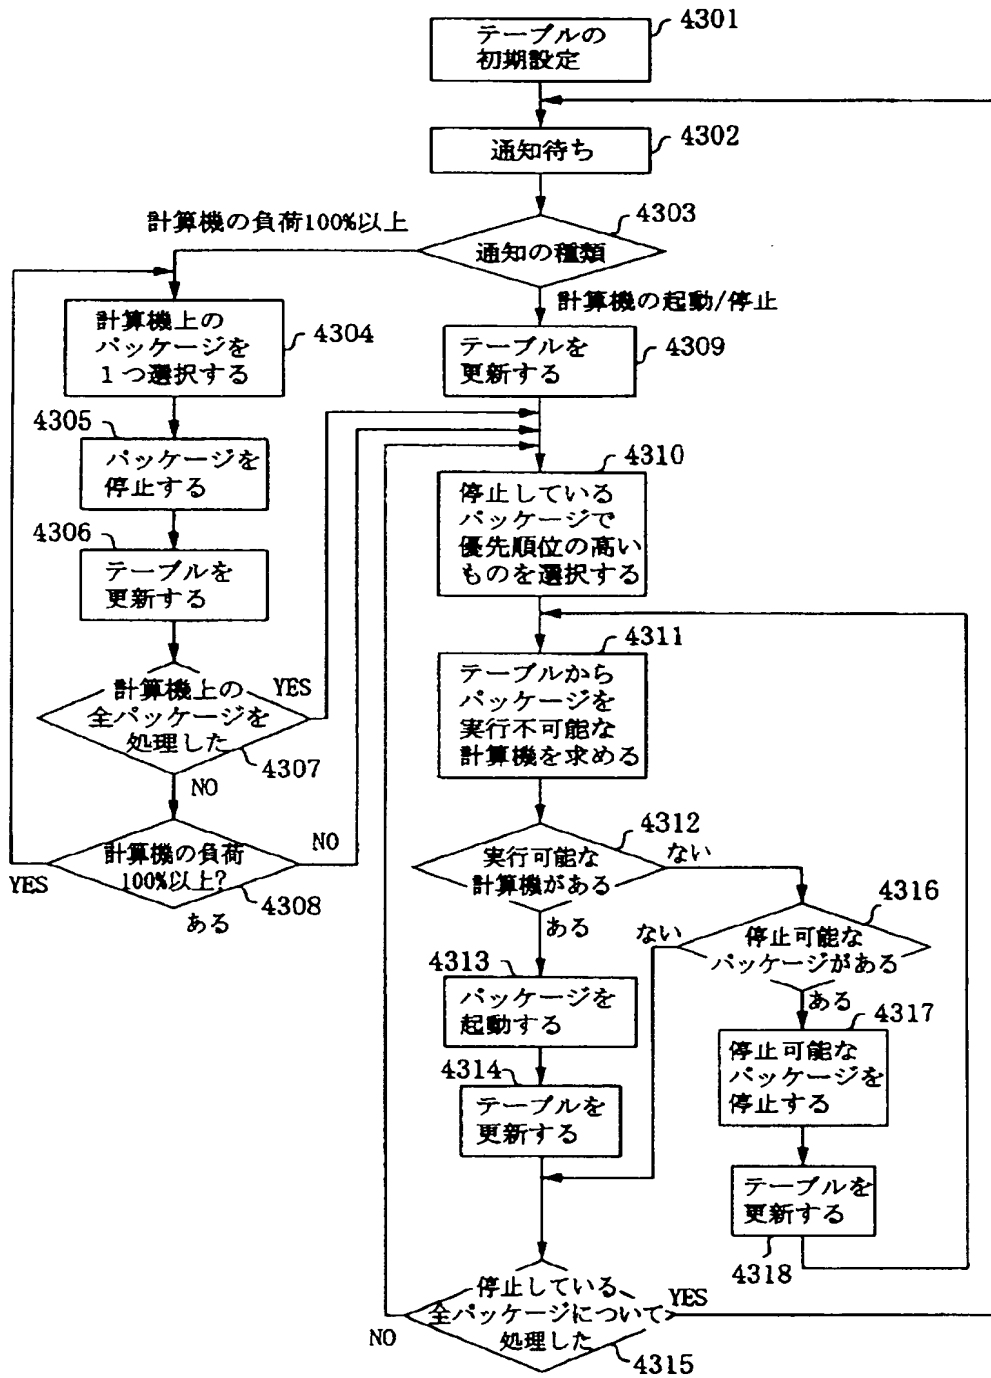 テーブルの
初期設定
4301
通知待ち
4302
計算機の負荷100%以上
通知の種類
4303
計算機の起動/停止
計算機上の
パッケージを
1つ選択する
4304
テーブルを
更新する
4309
4305
パッケージを
停止する
4310
停止している
パッケージで
優先順位の高い
ものを選択する
4306
テーブルを
更新する
4311
テーブルから
パッケージを
実行不可能な
計算機を求める
計算機上の
全パッケージを
処理した
YES
4307
NO
計算機の負荷
100%以上?
NO
YES
4308
ある
実行可能な
計算機がある
4312
ない
ある
停止可能な
パッケージがある
4316
ない
ある
4313
パッケージを
起動する
4317
停止可能な
パッケージを
停止する
4314
テーブルを
更新する
テーブルを
更新する
4318
停止している
全パッケージについて
処理した
YES
NO
4315